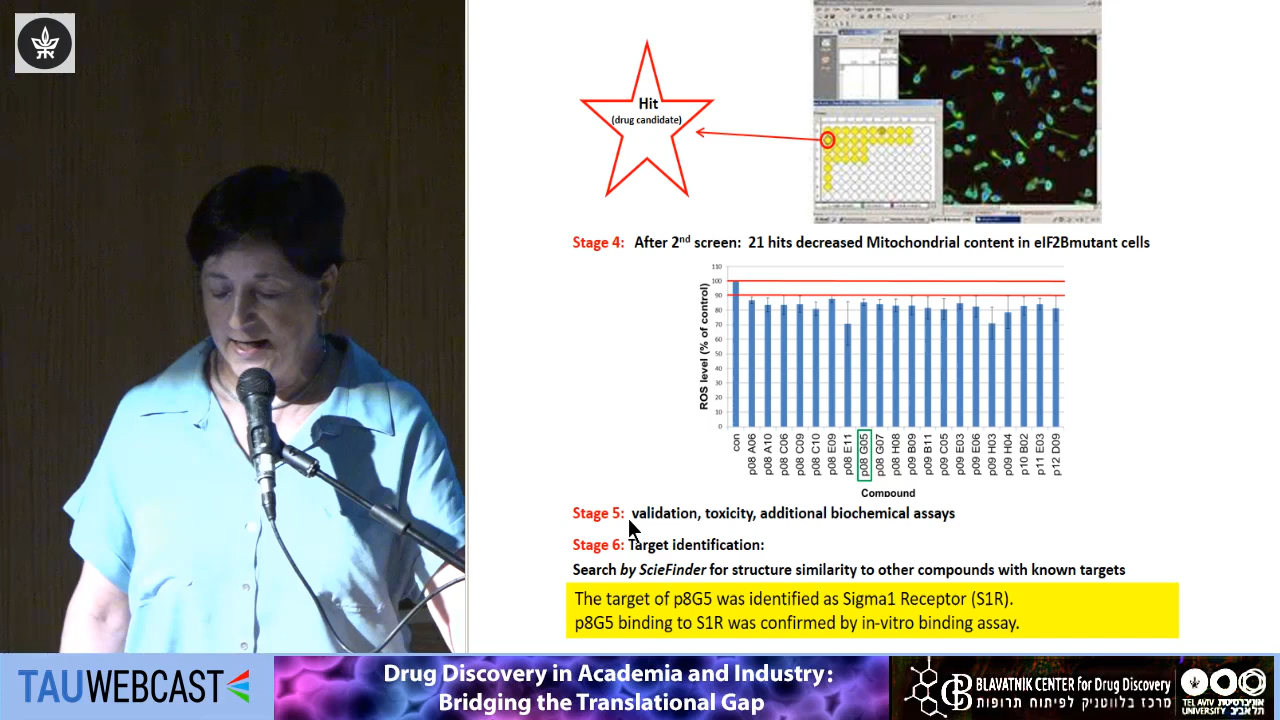 Hit
(drug candidate)
Stage 4: After 2nd screen: 21 hits decreased Mitochondrial content in eIF2Bmutant cells
110
100
90
80
70
60
50
40
30
20
10
0
ROS level (% of control)
con
p08 A06
p08 A10
p08 C06
p08 C09
p08 C10
p08 E09
p08 E11
p08 G05
p08 G07
p08 H08
p09 B09
p09 B11
p09 C05
p09 E03
p09 E06
p09 H03
p09 H04
p10 B02
p11 E03
p12 D09
Compound
Stage 5: validation, toxicity, additional biochemical assays
Stage 6: Target identification:
Search by ScieFinder for structure similarity to other compounds with known targets
The target of p8G5 was identified as Sigma1 Receptor (S1R).
p8G5 binding to S1R was confirmed by in-vitro binding assay.
TAUWEBCAST
Drug Discovery in Academia and Industry:
Bridging the Translational Gap
BLAVATNIK CENTER for Drug Discovery
מרכז בלווטניק לפיתוח תרופות
TEL AVIV UNIVERSITY
אוניברסיטת תל אביב